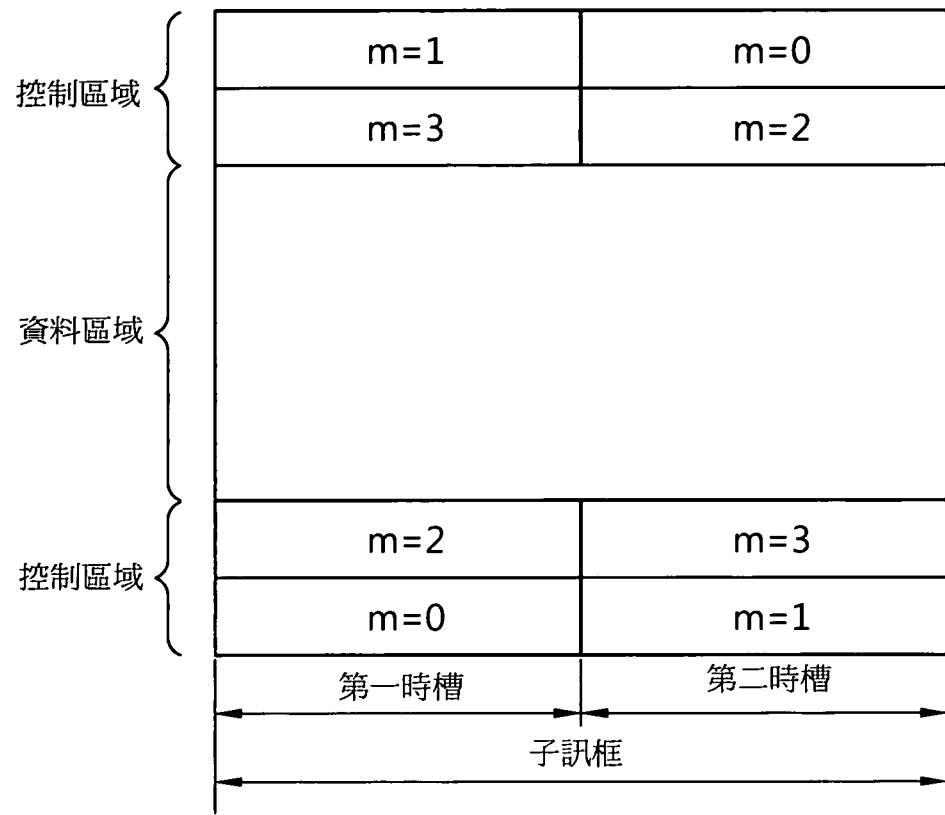 m=1 m=0
控制區域
m=3 m=2
資料區域
m=2 m=3
控制區域
m=0 m=1
第一時槽 第二時槽
子訊框